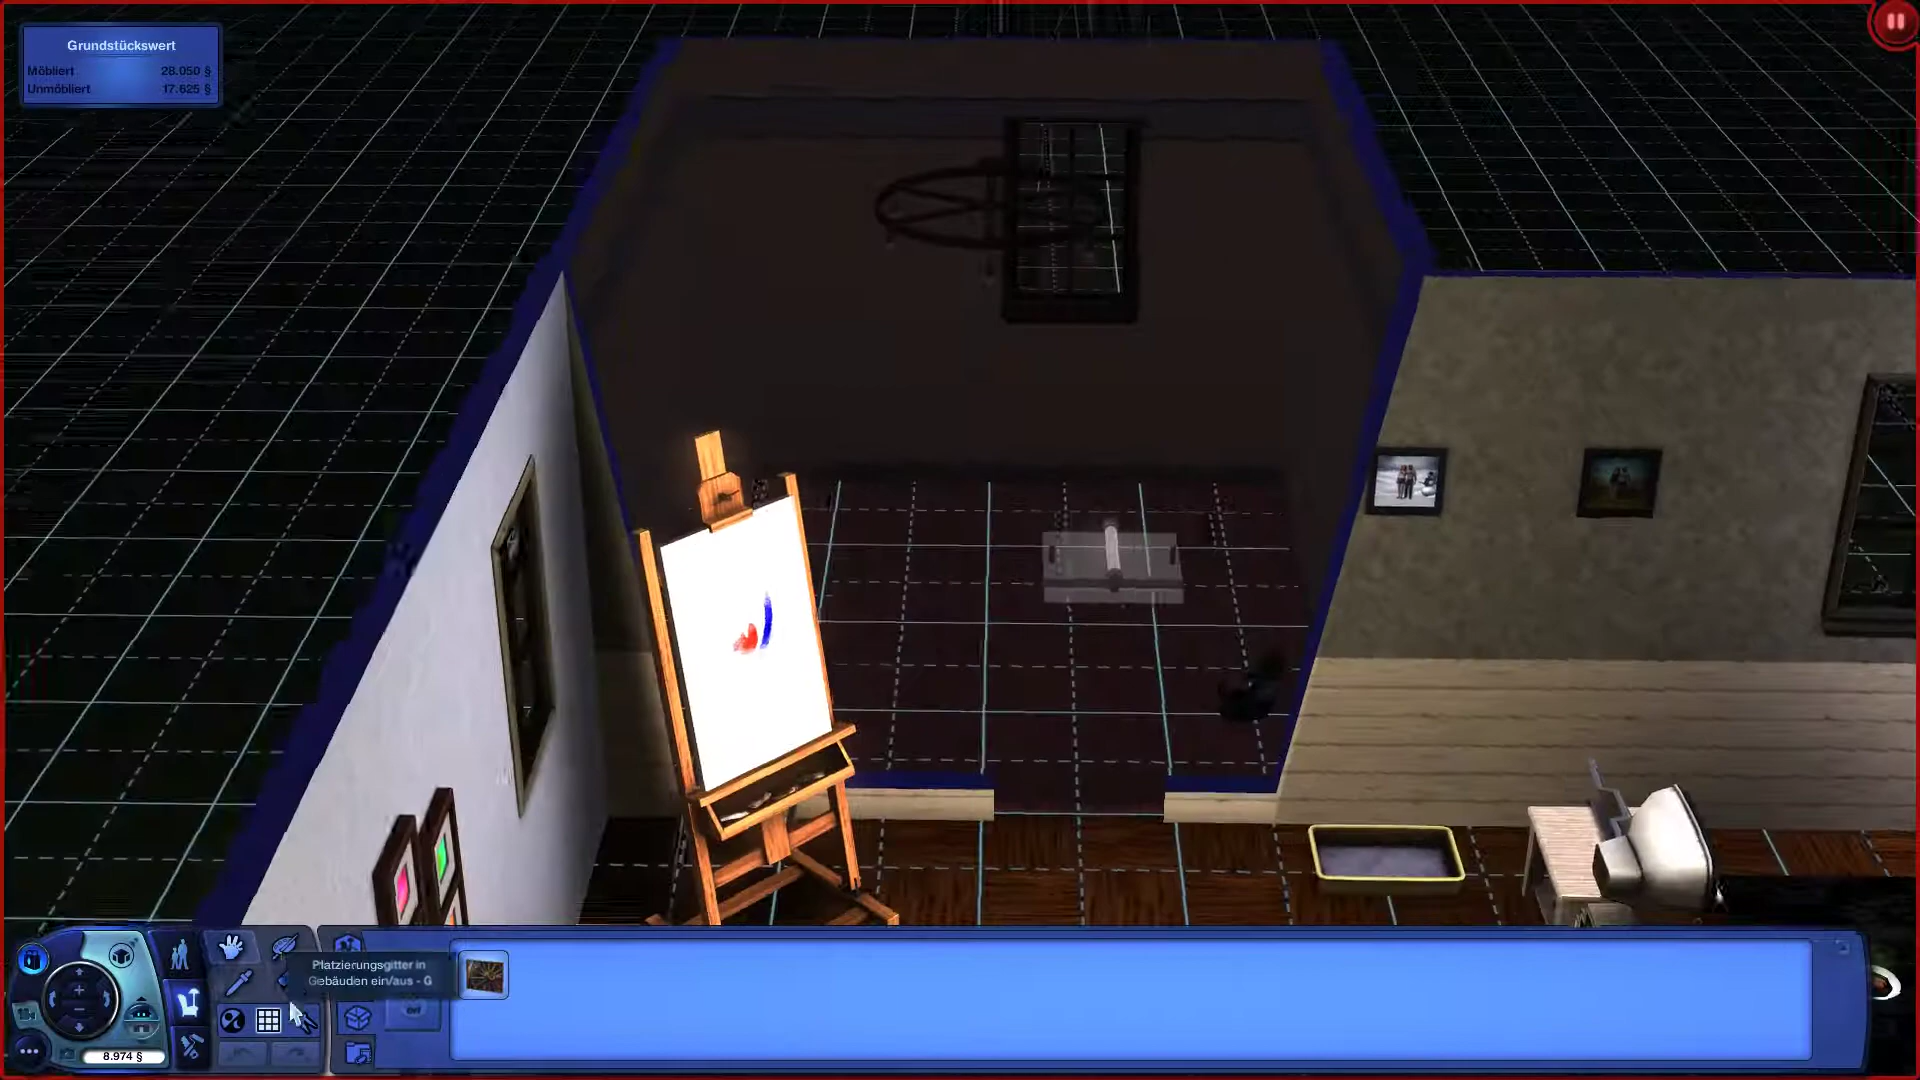 Grundstückswert
Möbliert 28.050 §
Unmöbliert 17.625 §
Platzierungsgitter in
Gebäuden ein/aus - G
8.974 §